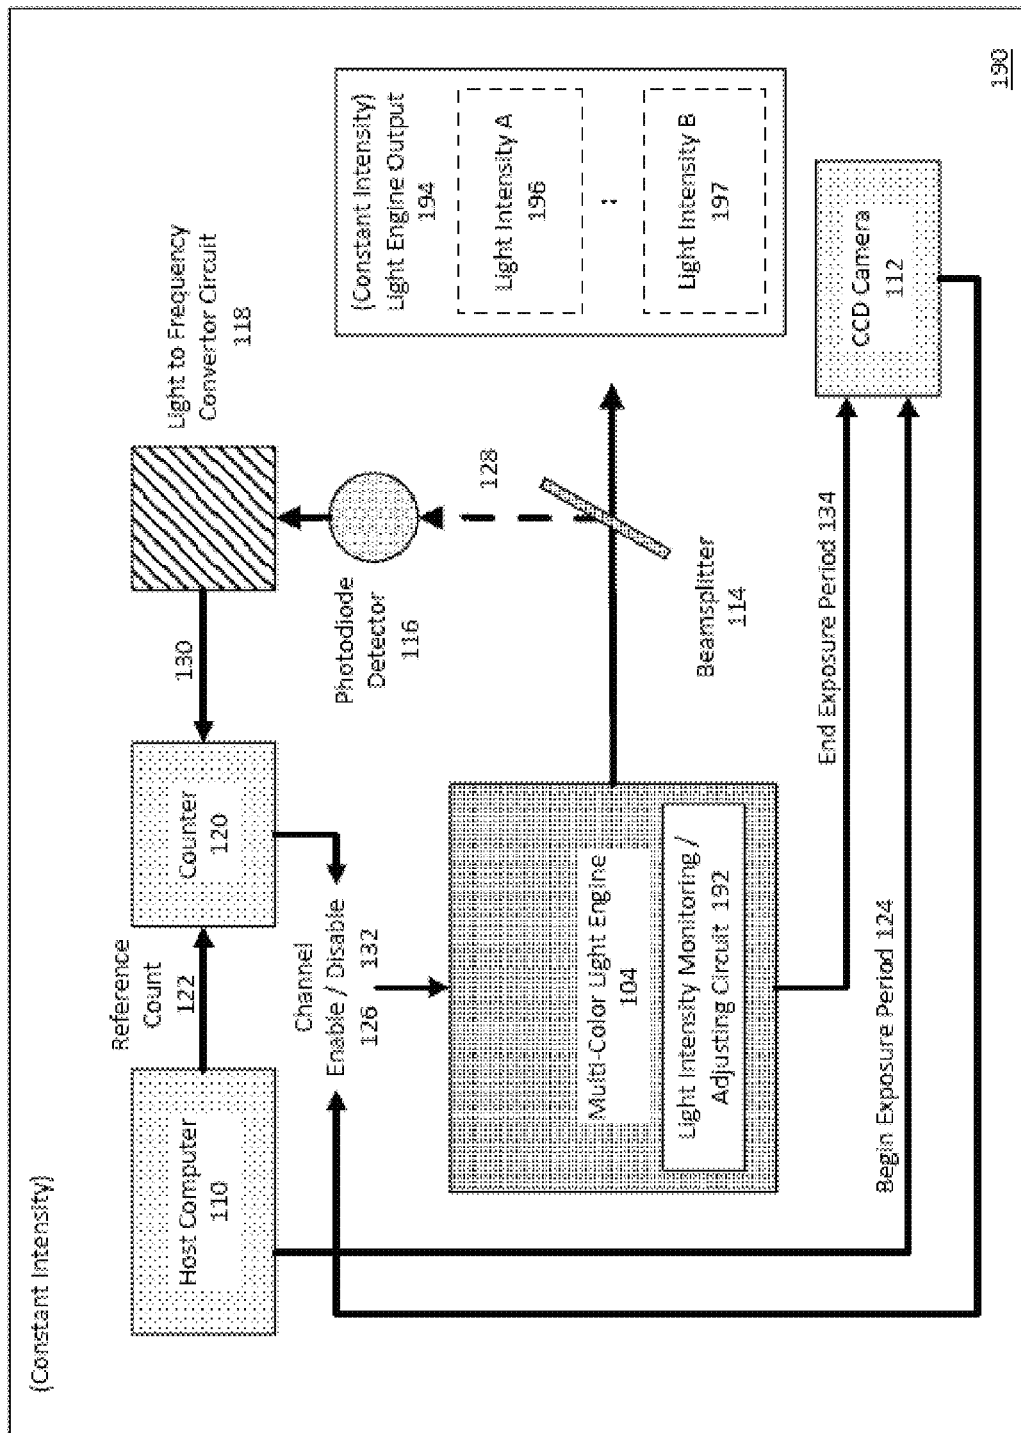 (Constant Intensity)
Host Computer
110
Reference
Count
122
Counter
120
130
Light to Frequency
Convertor Circuit
118
Channel
Enable / Disable
126 132
Photodiode
Detector
116
128
(Constant Intensity)
Light Engine Output
194
Light Intensity A
196
:
Light Intensity B
197
Multi-Color Light Engine
104
Light Intensity Monitoring /
Adjusting Circuit 192
Beamsplitter
114
End Exposure Period 134
Begin Exposure Period 124
CCD Camera
112
190